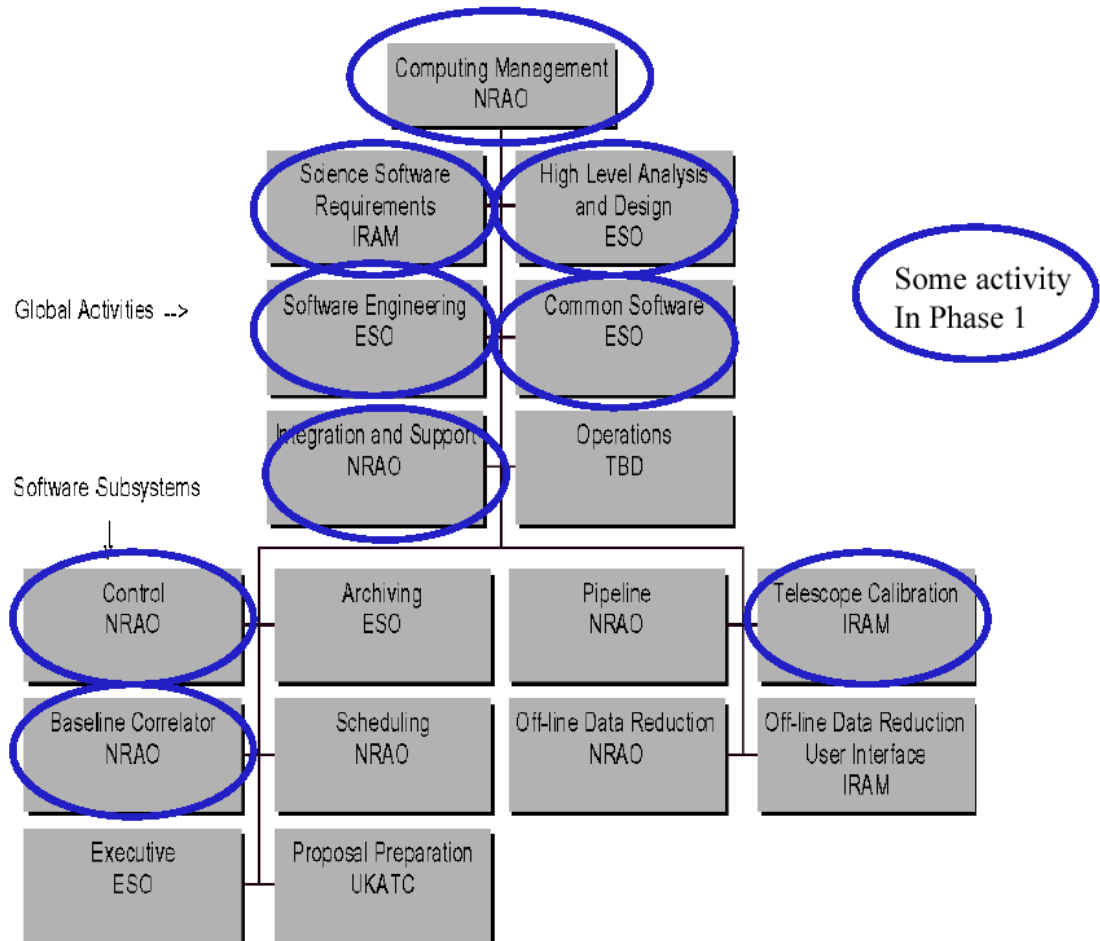 Computing Management
NRAO
Science Software
Requirements
IRAM
High Level Analysis
and Design
ESO
Some activity
In Phase 1
Global Activities -->
Software Engineering
ESO
Common Software
ESO
Integration and Support
NRAO
Operations
TBD
Software Subsystems
Control
NRAO
Archiving
ESO
Pipeline
NRAO
Telescope Calibration
IRAM
Baseline Correlator
NRAO
Scheduling
NRAO
Off-line Data Reduction
NRAO
Off-line Data Reduction
User Interface
IRAM
Executive
ESO
Proposal Preparation
UKATC